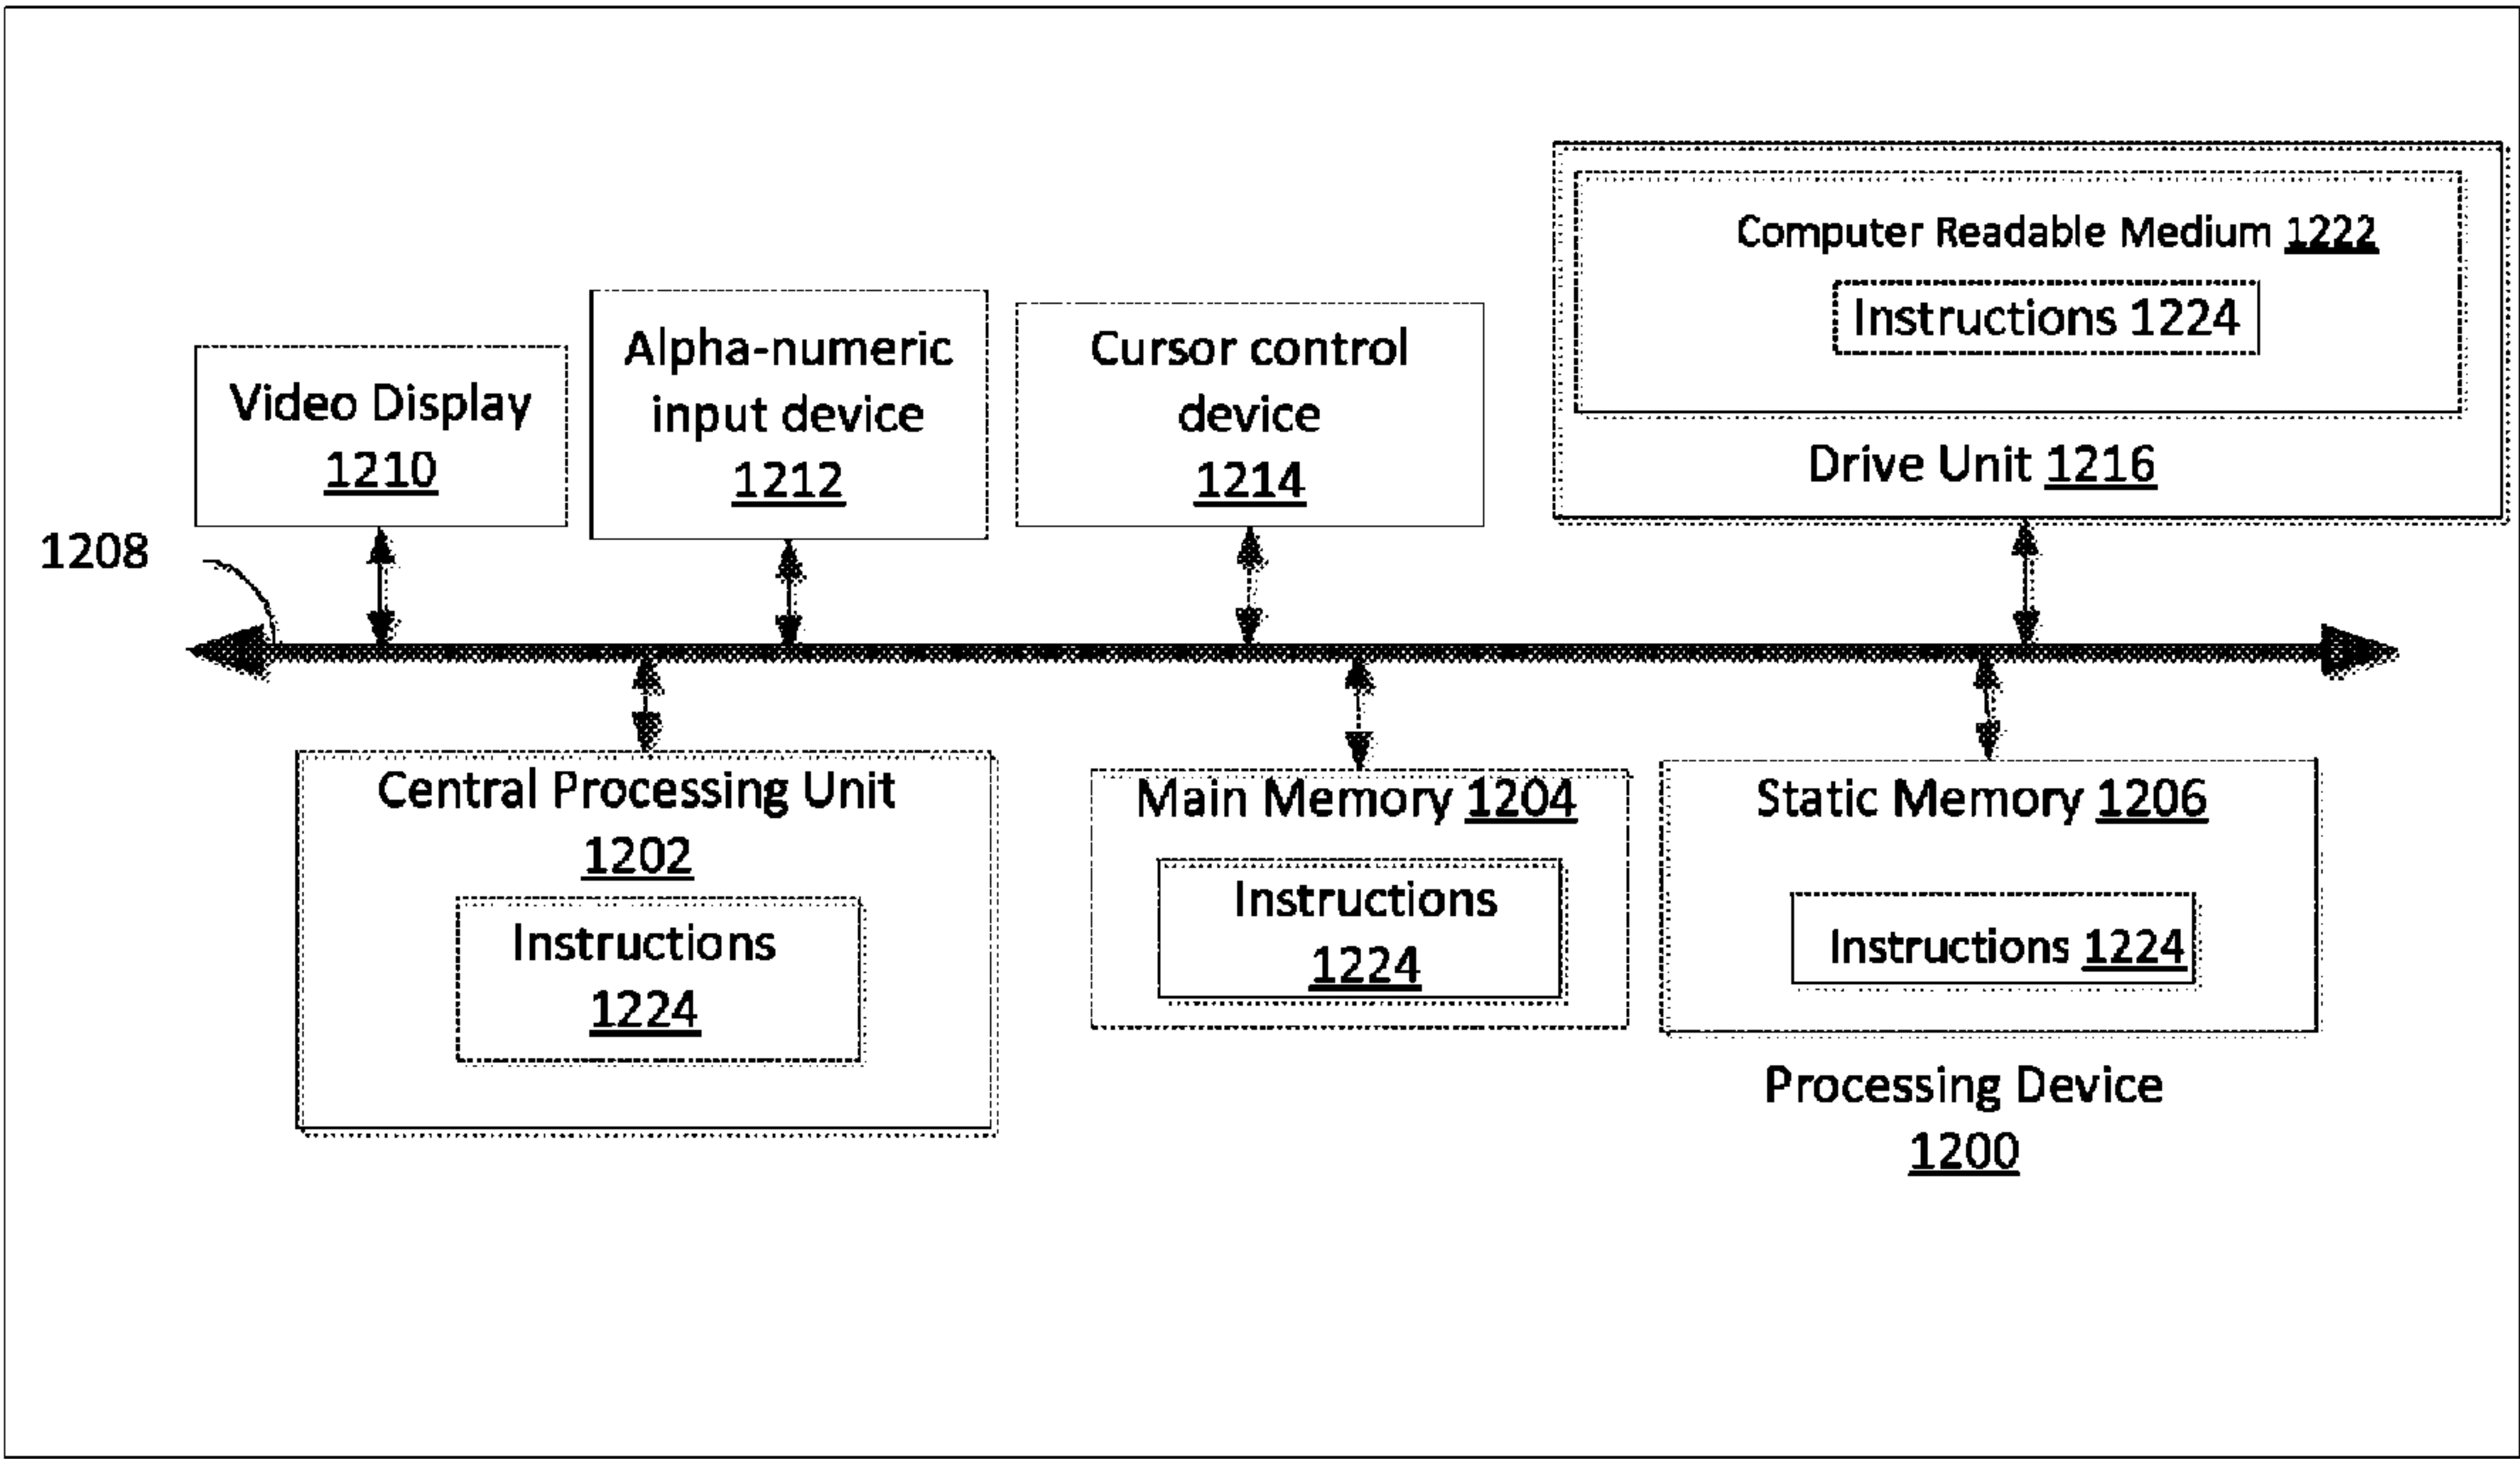 Computer Readable Medium 1222
Instructions 1224
Drive Unit 1216
Video Display
1210
Alpha-numeric
input device
1212
Cursor control
device
1214
1208
Central Processing Unit
1202
Instructions
1224
Main Memory 1204
Instructions
1224
Static Memory 1206
Instructions 1224
Processing Device
1200